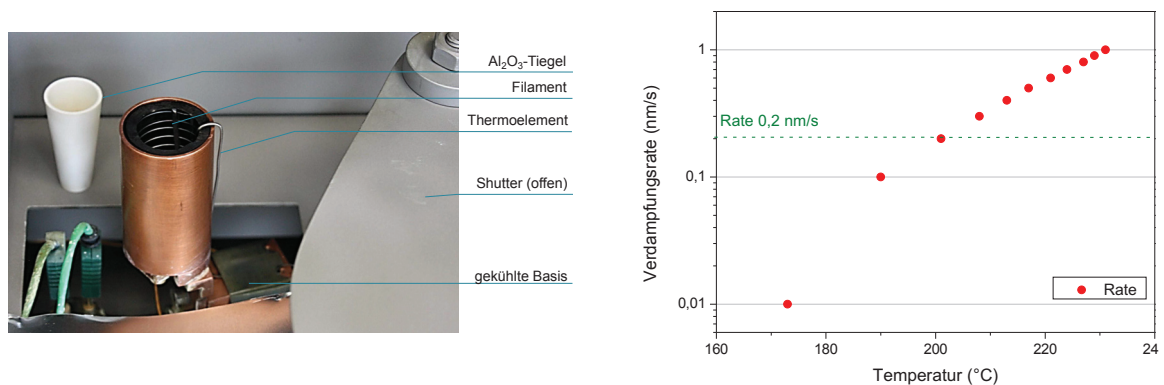 Al₂O₃-Tiegel
Filament
Thermoelement
Shutter (offen)
gekühlte Basis
Verdampfungsrate (nm/s)
1
0,1
0,01
Rate 0,2 nm/s
Rate
160
180
200
220
24
Temperatur (°C)